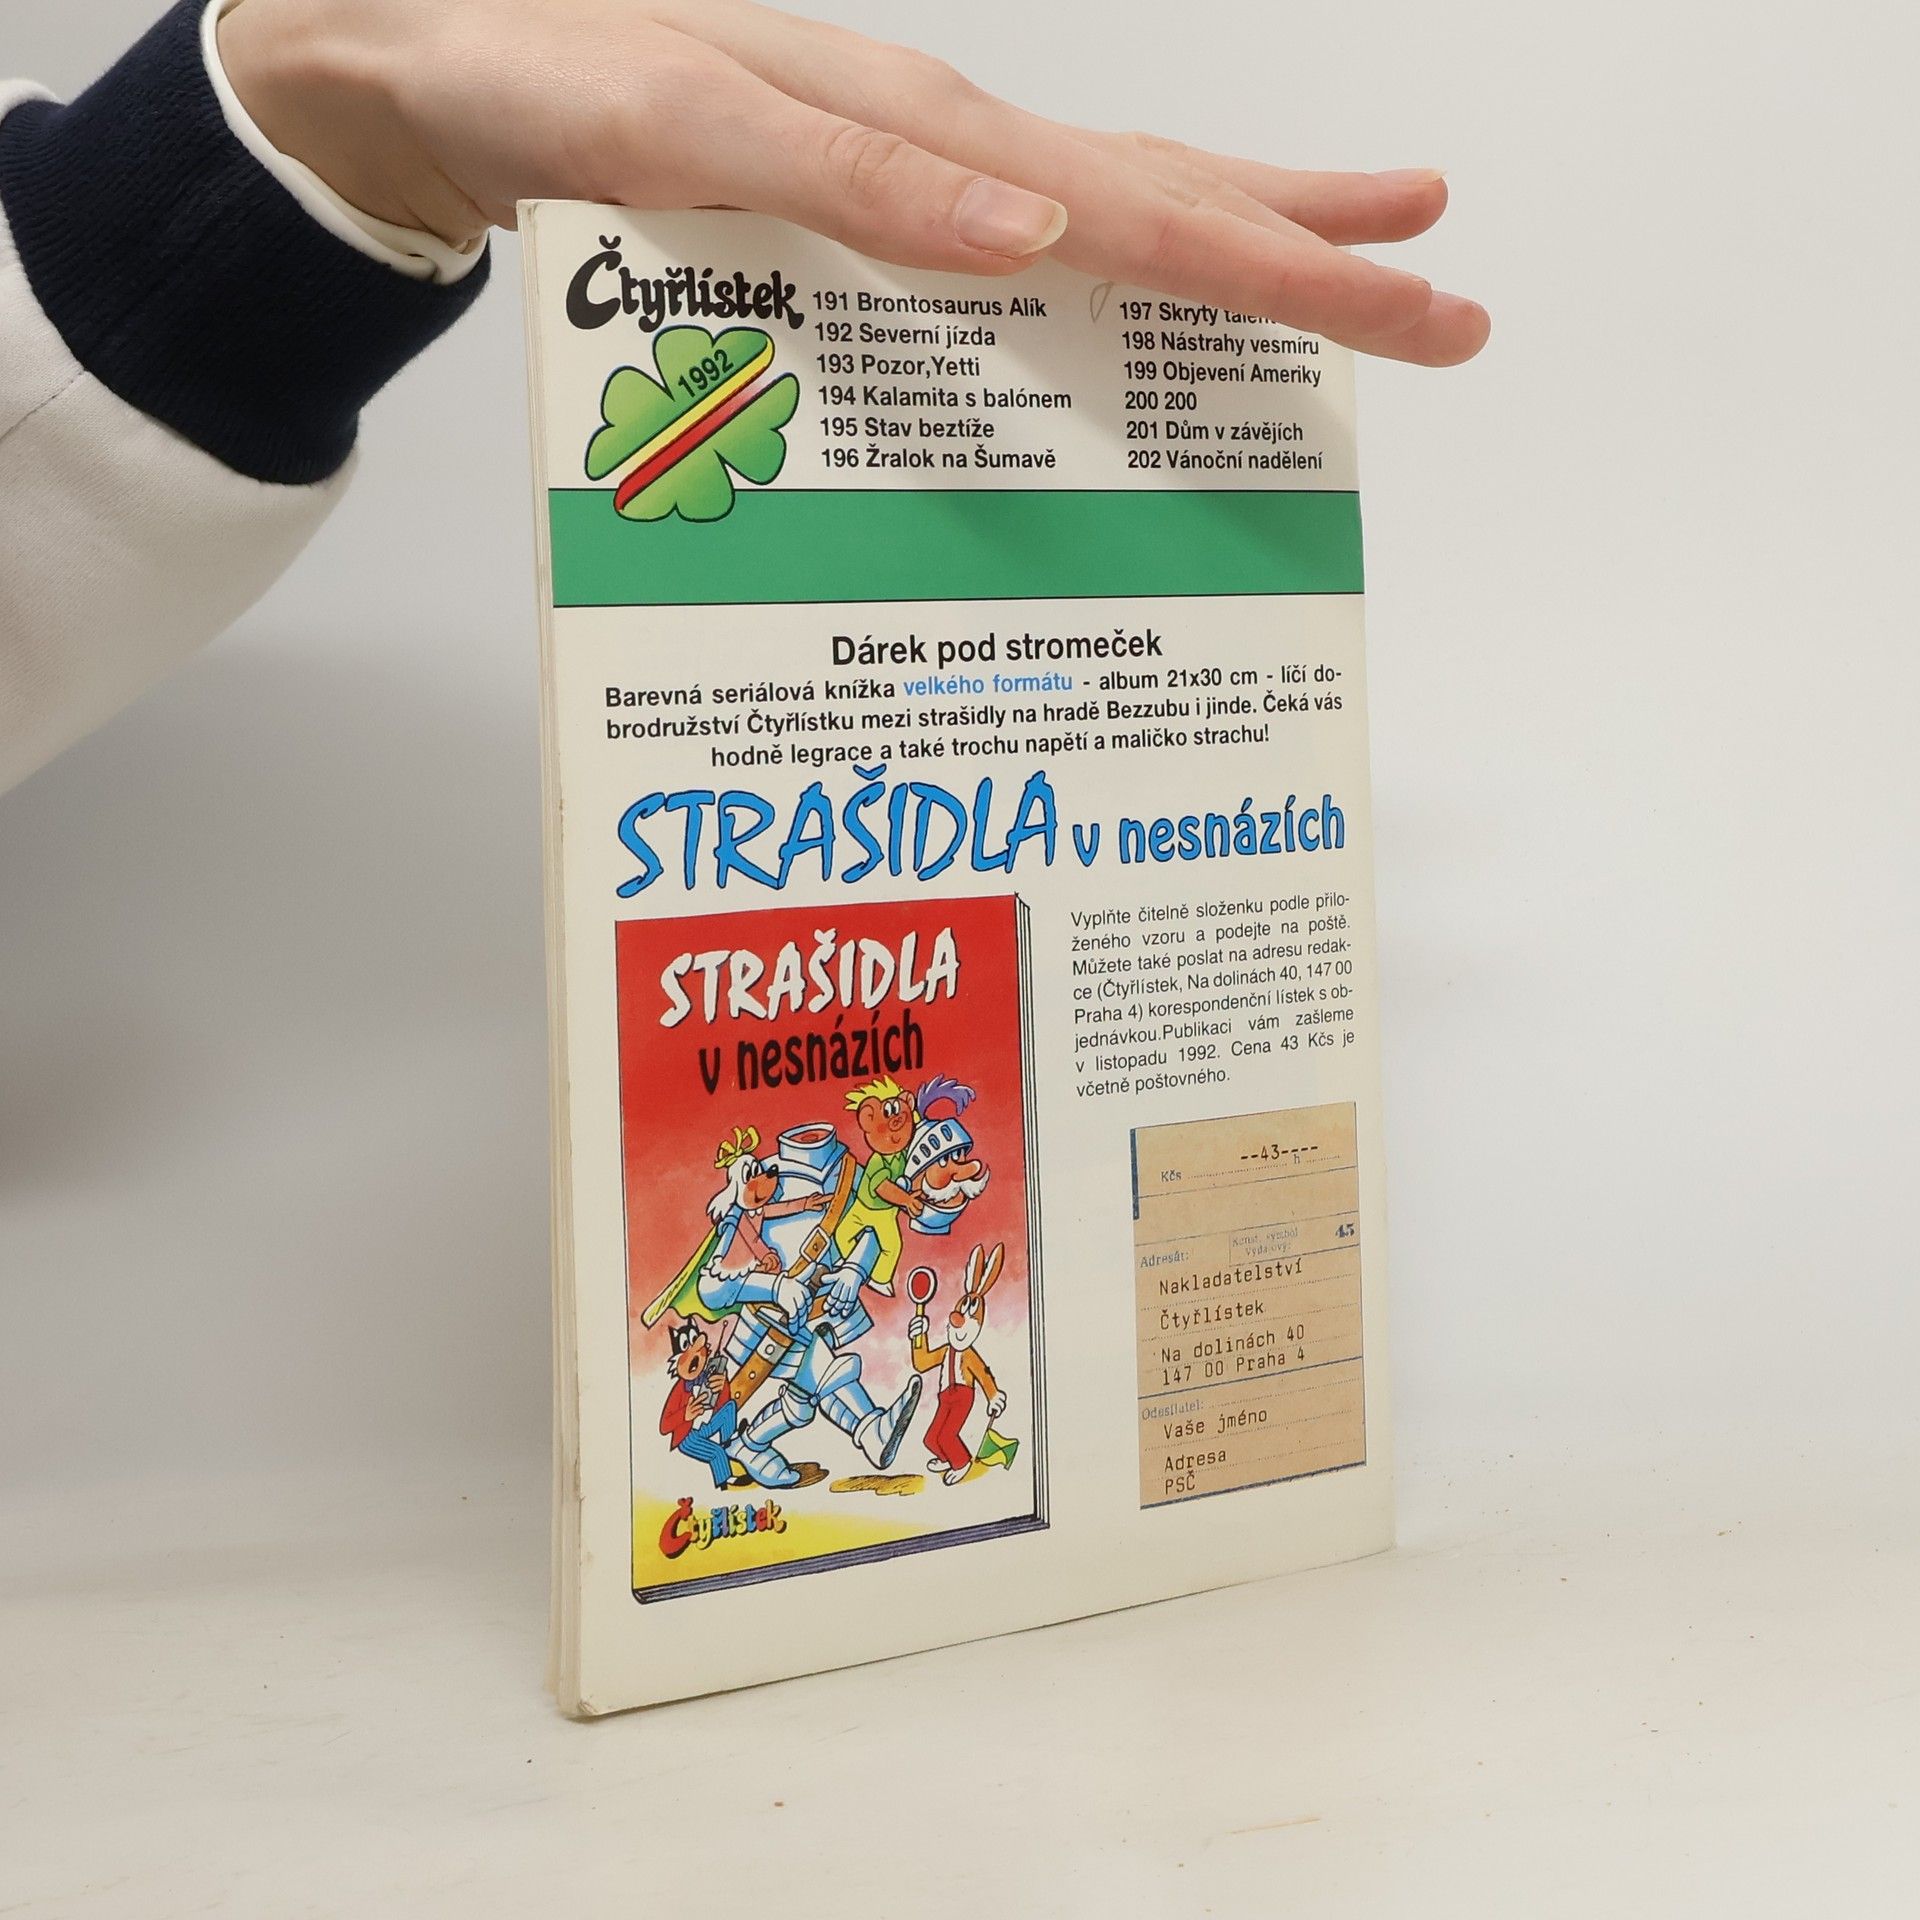 Čtyřlístek
1992
191 Brontosaurus Alík
192 Severní jízda
193 Pozor,Yetti
194 Kalamita s balónem
195 Stav beztíže
196 Žralok na Šumavě
197 Skrytý
198 Nástrahy vesmíru
199 Objevení Ameriky
200 200
201 Dům v závějích
202 Vánoční nadělení
Dárek pod stromeček
Barevná seriálová knížka velkého formátu - album 21x30 cm - líčí do-
brodružství Čtyřlístku mezi strašidly na hradě Bezzubu i jinde. Čeká vás
hodně legrace a také trochu napětí a maličko strachu!
STRAŠIDLA v nesnázích
STRAŠIDLA
v nesnázích
Čtyřlístek
Vyplňte čitelně složenku podle přilo-
ženého vzoru a podejte na poště.
Můžete také poslat na adresu redak-
ce (Čtyřlístek, Na dolinách 40, 147 00
Praha 4) korespondenční lístek s ob-
jednávkou.Publikaci vám zašleme
v listopadu 1992. Cena 43 Kčs je
včetně poštovného.
Kčs --43---- h
Adresát:
45
Nakladatelství
Čtyřlístek
Na dolinách 40
147 00 Praha 4
Odesílatel:
Vaše jméno
Adresa
PSČ